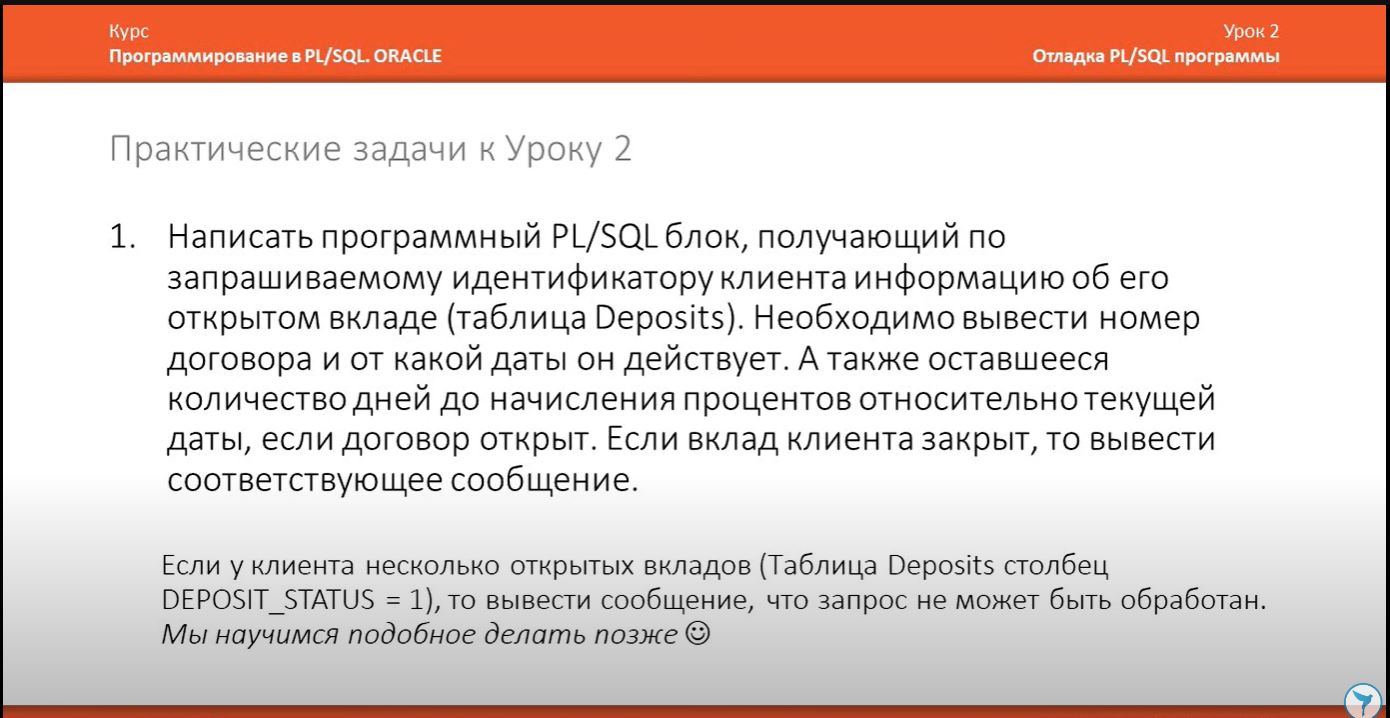 Курс
Программирование в PL/SQL. ORACLE
Урок 2
Отладка PL/SQL программы
Практические задачи к Уроку 2
1. Написать программный PL/SQL блок, получающий по
запрашиваемому идентификатору клиента информацию об его
открытом вкладе (таблица Deposits). Необходимо вывести номер
договора и от какой даты он действует. А также оставшееся
количество дней до начисления процентов относительно текущей
даты, если договор открыт. Если вклад клиента закрыт, то вывести
соответствующее сообщение.
Если у клиента несколько открытых вкладов (Таблица Deposits столбец
DEPOSIT_STATUS = 1), то вывести сообщение, что запрос не может быть обработан.
Мы научимся подобное делать позже ☺